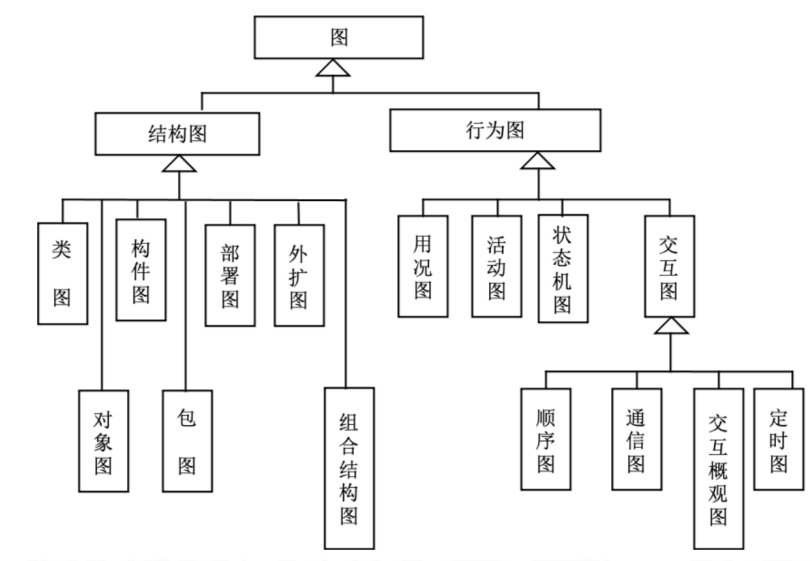 图
结构图
行为图
类图
构件图
部署图
外扩图
用况图
活动图
状态机图
交互图
对象图
包图
组合结构图
顺序图
通信图
交互概观图
定时图